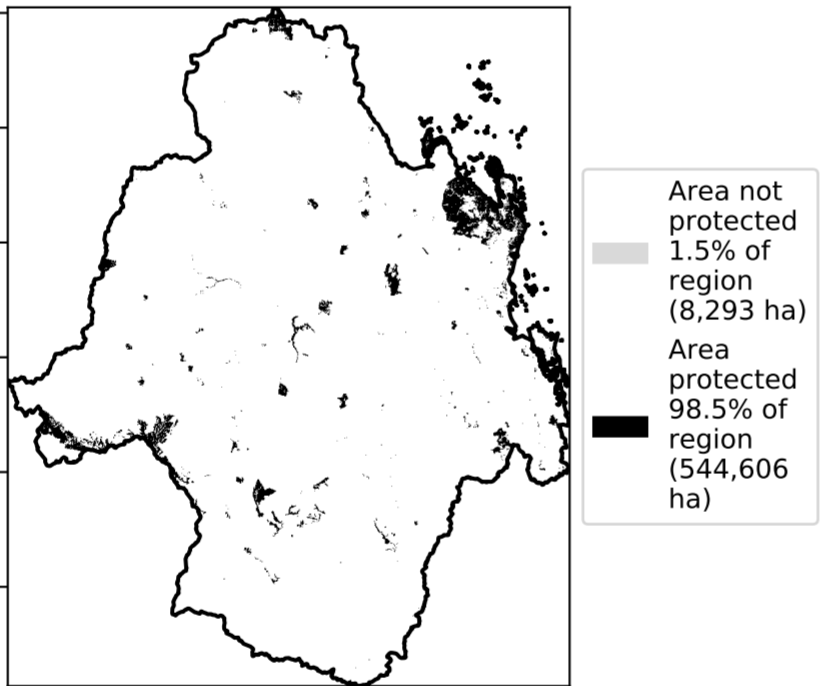 Area not
protected
1.5% of
region
(8,293 ha)
Area
protected
98.5% of
region
(544,606
ha)